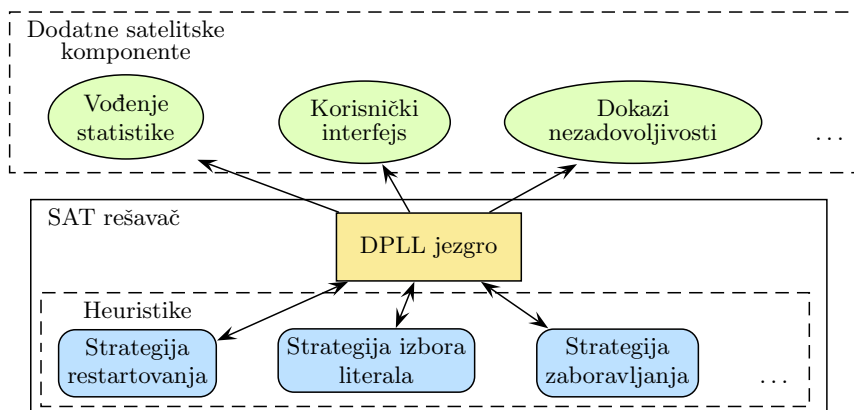 Dodatne satelitske
komponente
Vođenje
statistike
Korisnički
interfejs
Dokazi
nezadovoljivosti
...
SAT rešavač
DPLL jezgro
Heuristike
Strategija
restartovanja
Strategija izbora
literala
Strategija
zaboravljanja
...